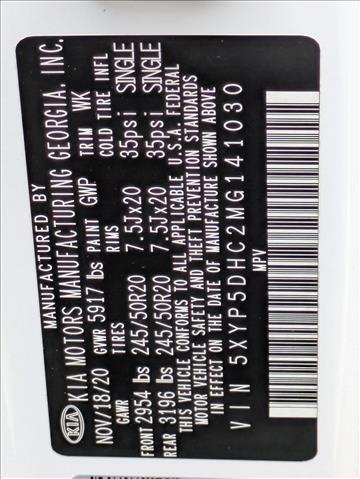 MANUFACTURED BY
KIA KIA MOTORS MANUFACTURING GEORGIA, INC.
NOV/18/20 GVWR 5917 lbs PAINT GWP TRIM WK
GAWR TIRES RIMS COLD TIRE INFL
FRONT 2954 lbs 245/50R20 7.5Jx20 35psi SINGLE
REAR 3196 lbs 245/50R20 7.5Jx20 35psi SINGLE
THIS VEHICLE CONFORMS TO ALL APPLICABLE U.S.A. FEDERAL
MOTOR VEHICLE SAFETY AND THEFT PREVENTION STANDARDS
IN EFFECT ON THE DATE OF MANUFACTURE SHOWN ABOVE
VIN 5XYP5DHC2MG141030
MPV